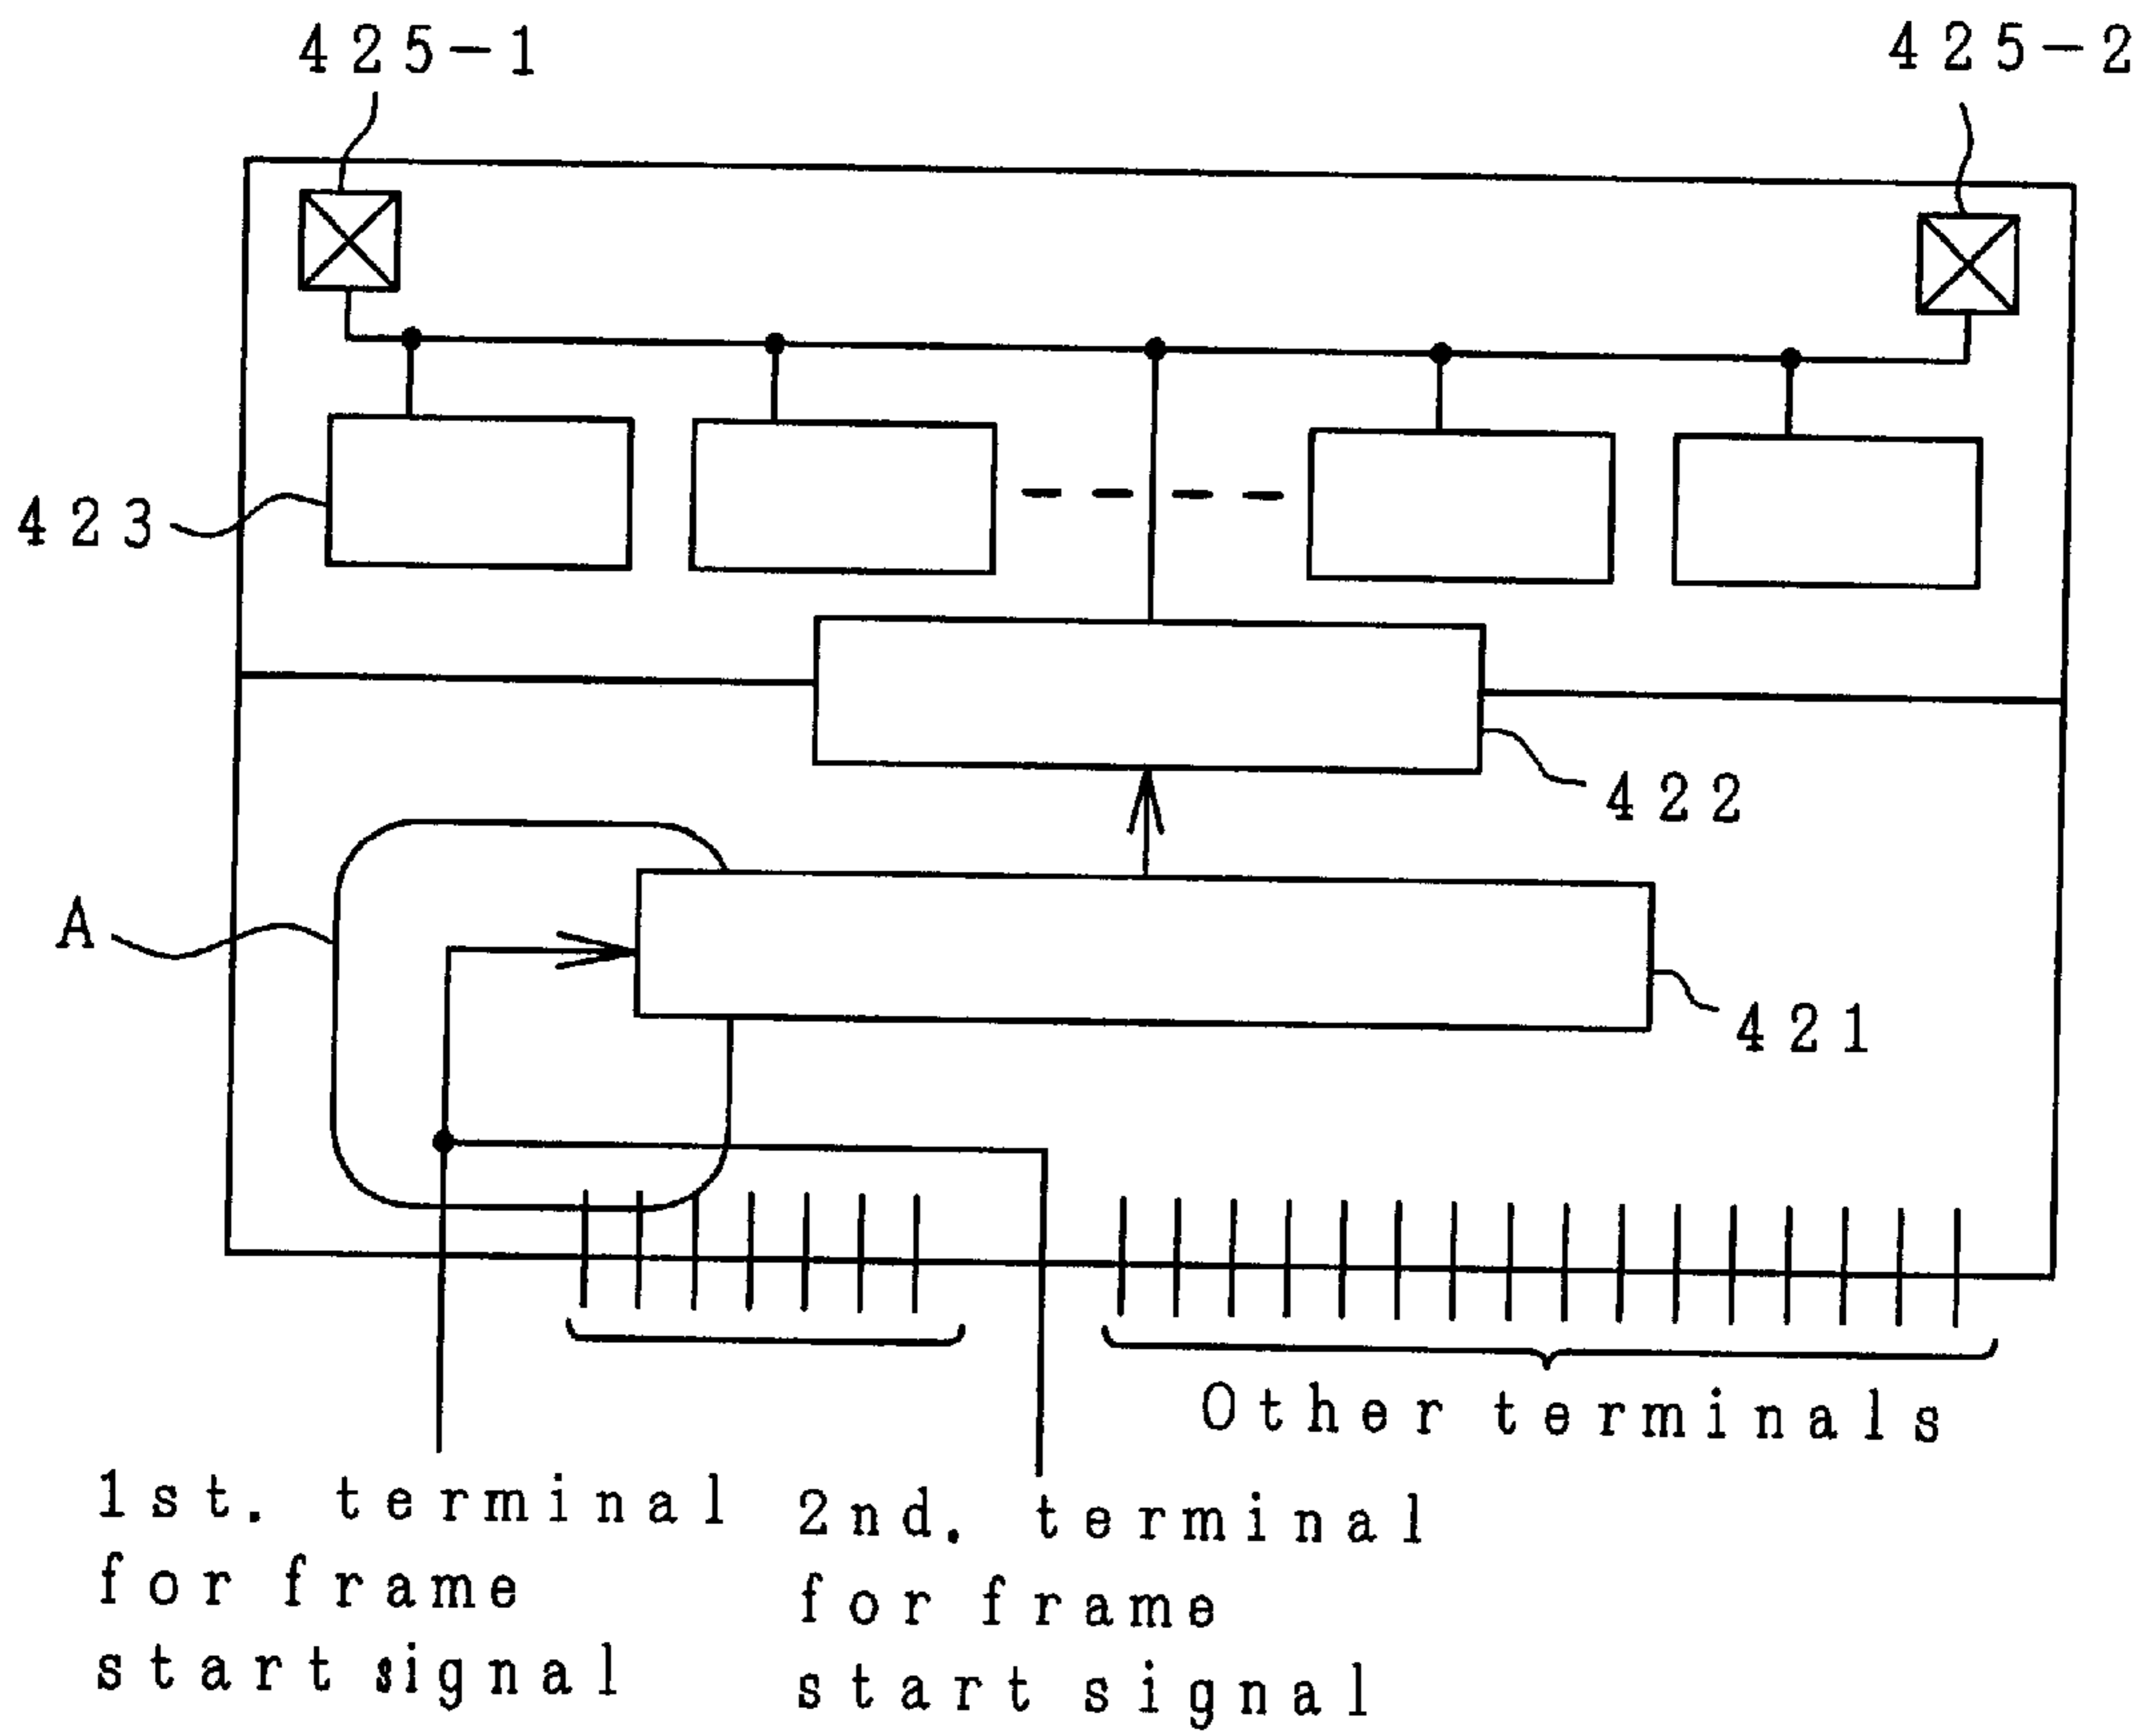 425-1
425-2
423
422
A
421
Other terminals
1st. terminal
for frame
start signal
2nd. terminal
for frame
start signal